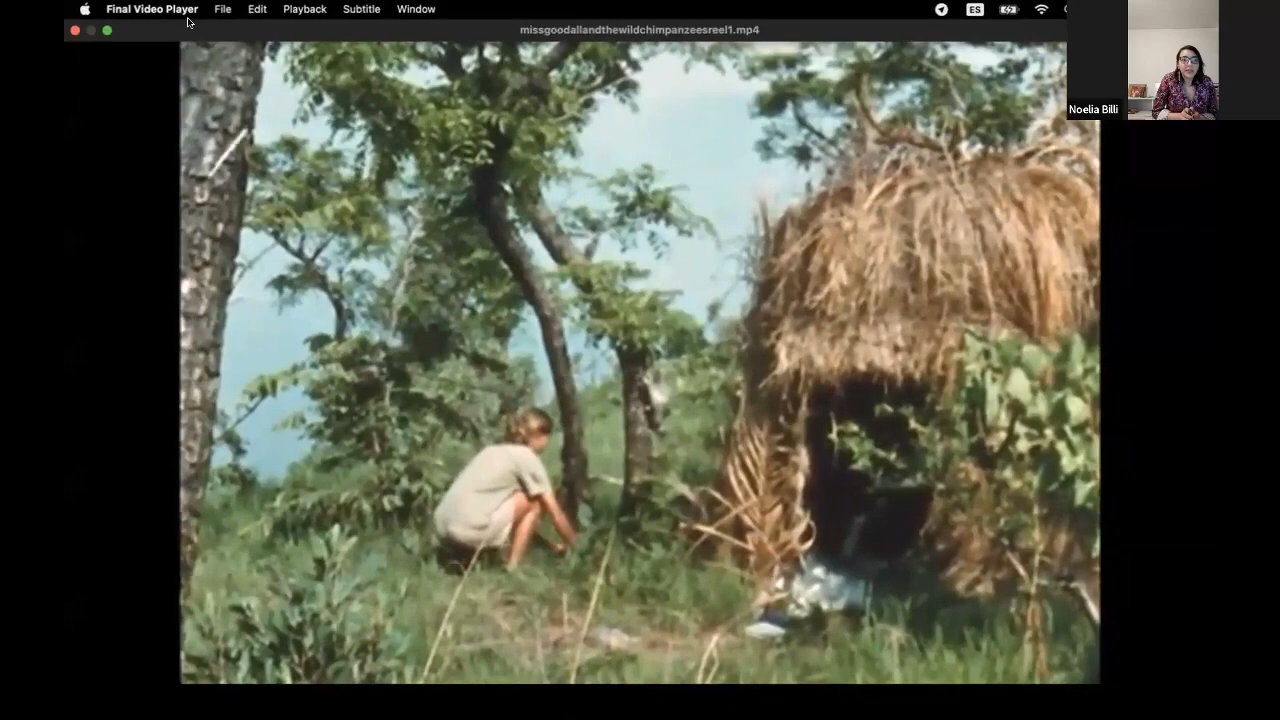 Final Video Player File Edit Playback Subtitle Window ES
missgoodallandthewildchimpanzeesreel1.mp4
Noelia Billi